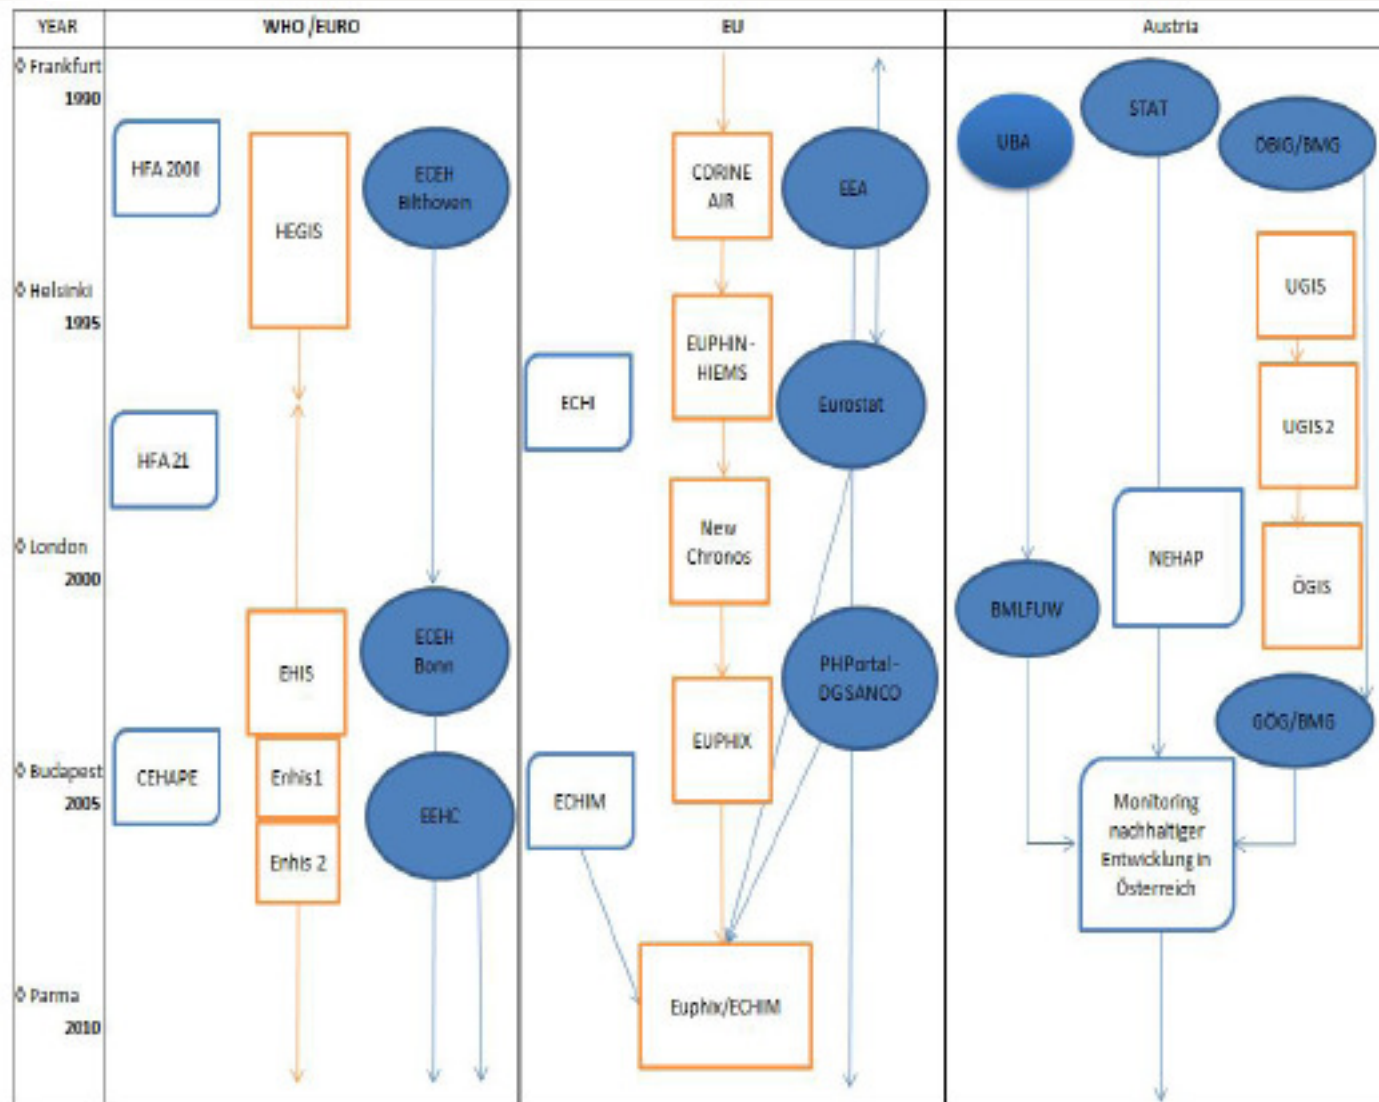 YEAR
WHO/EURO
EU
Austria
◊ Frankfurt
1990
◊ Helsinki
1995
◊ London
2000
◊ Budapest
2005
◊ Parma
2010
HFA 2000
HEGIS
ECEH
Bilthoven
HFA 21
EHIS
ECEH
Bonn
CEHAPE
Enhis1
Enhis 2
EEHC
CORINE
AIR
EEA
EUPHIN-
HIEMS
ECHI
Eurostat
New
Chronos
PHPortal-
DGSANCO
EUPHIX
ECHIM
Euphix/ECHIM
UBA
STAT
ÖBIG/BMG
UGIS
UGIS 2
NEHAP
ÖGIS
BMLFUW
GÖG/BMG
Monitoring
nachhaltiger
Entwicklung in
Österreich